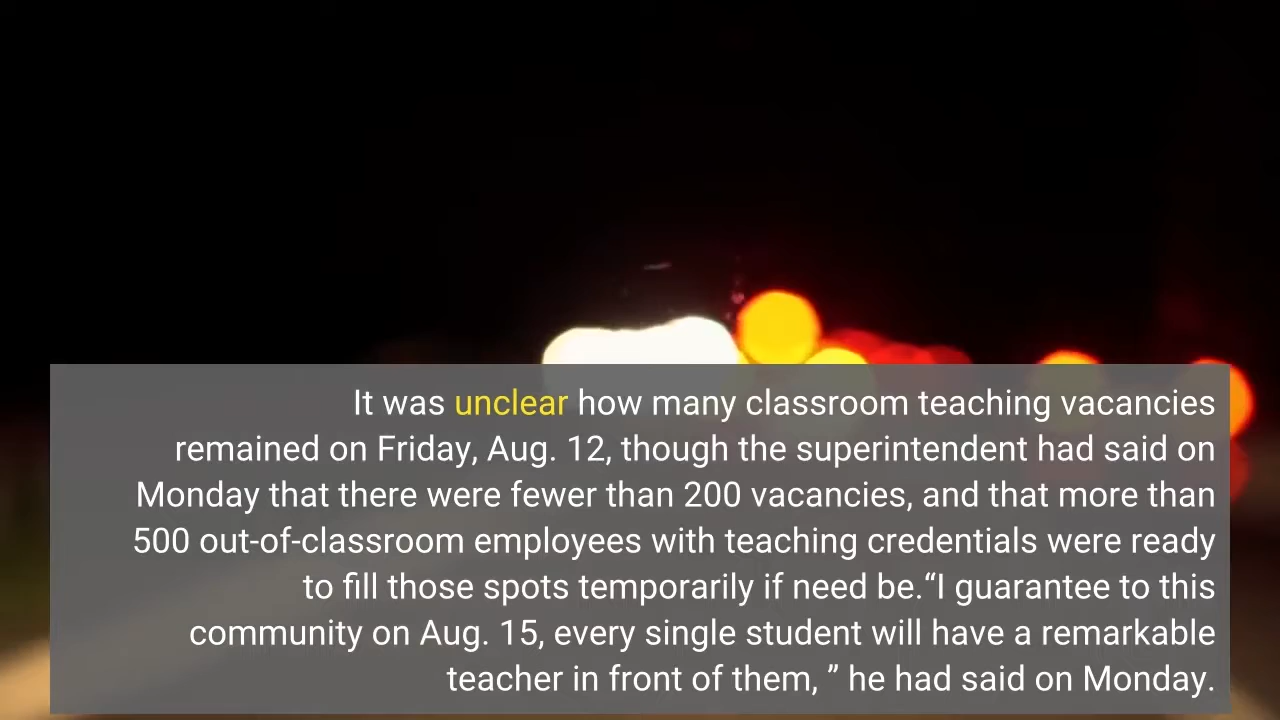 It was unclear how many classroom teaching vacancies
remained on Friday, Aug. 12, though the superintendent had said on
Monday that there were fewer than 200 vacancies, and that more than
500 out-of-classroom employees with teaching credentials were ready
to fill those spots temporarily if need be.“I guarantee to this
community on Aug. 15, every single student will have a remarkable
teacher in front of them, ” he had said on Monday.